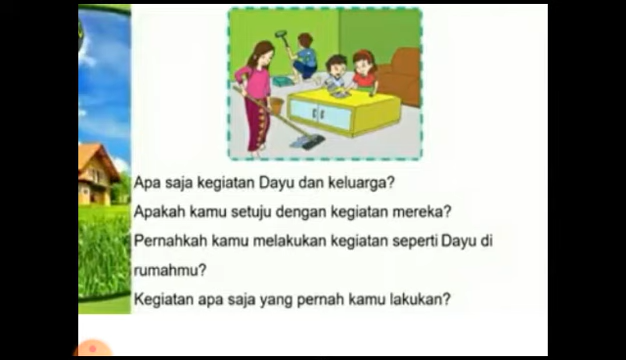 Apa saja kegiatan Dayu dan keluarga?
Apakah kamu setuju dengan kegiatan mereka?
Pernahkah kamu melakukan kegiatan seperti Dayu di
rumahmu?
Kegiatan apa saja yang pernah kamu lakukan?